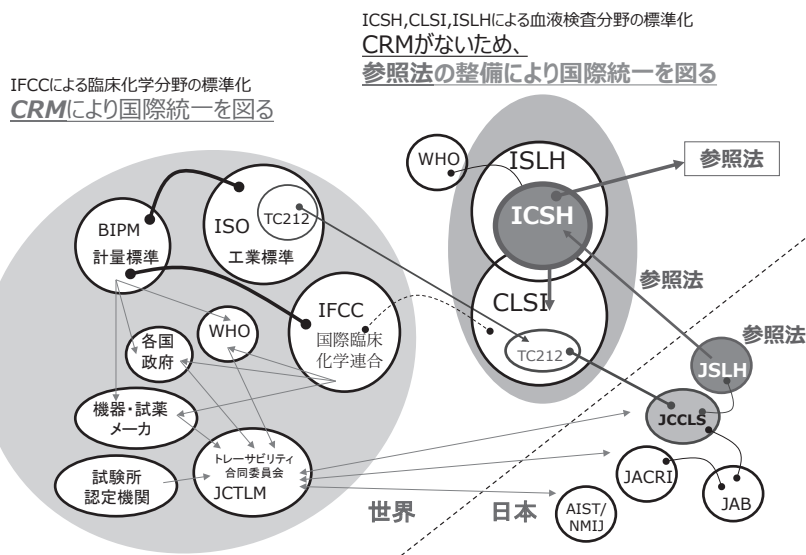 ICSH,CLSI,ISLHによる血液検査分野の標準化
CRMがないため、
参照法の整備により国際統一を図る
IFCCによる臨床化学分野の標準化
CRMにより国際統一を図る
WHO
ISLH
参照法
ICSH
BIPM
計量標準
ISO
TC212
工業標準
参照法
CLSI
IFCC
国際臨床
化学連合
WHO
各国
政府
TC212
参照法
JSLH
機器・試薬
メーカ
JCCLS
トレーサビリティ
合同委員会
JCTLM
試験所
認定機関
JACRI
JAB
世界
日本
AIST/
NMIJ